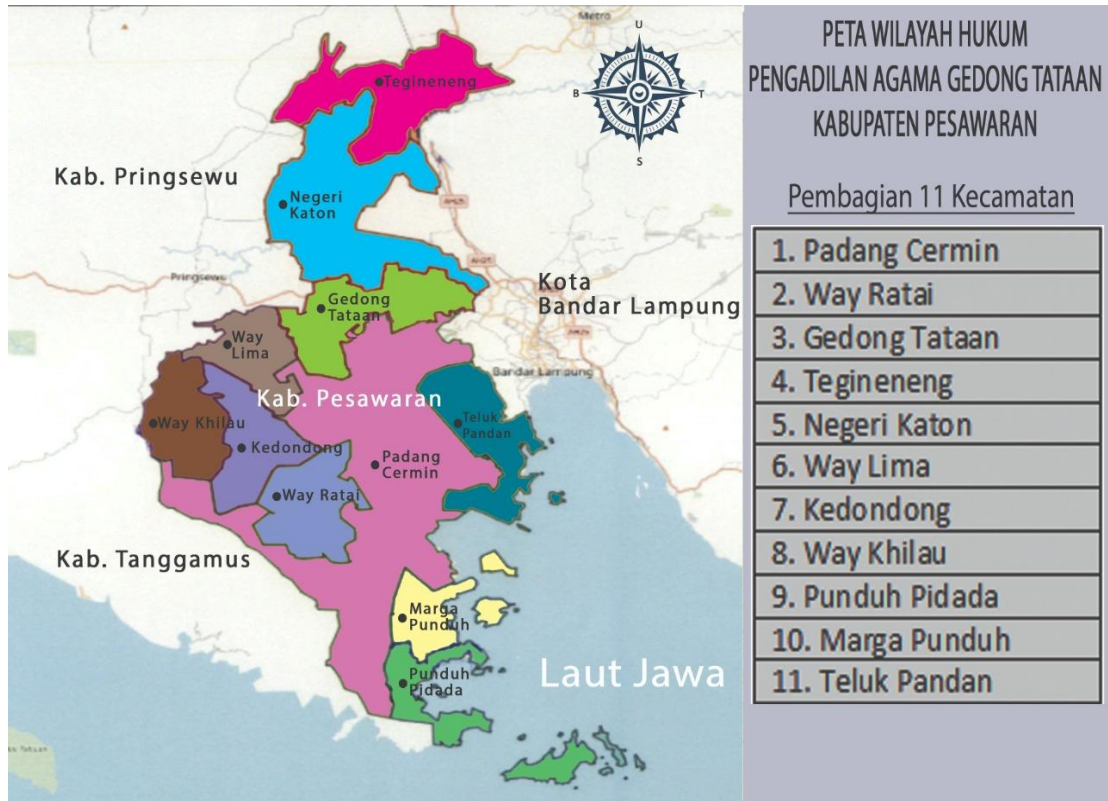 Metro
U
B
T
S
Tegineneng
Kab. Pringsewu
Negeri
Katon
Pringsewu
Kota
Bandar Lampung
Gedong
Tataan
Way
Lima
Bandar Lampung
Kab. Pesawaran
Way Khilau
Teluk
Pandan
Kedondong
Padang
Cermin
Way Ratai
Kab. Tanggamus
Marga
Punduh
Laut Jawa
Punduh
Pidada
PETA WILAYAH HUKUM
PENGADILAN AGAMA GEDONG TATAAN
KABUPATEN PESAWARAN
Pembagian 11 Kecamatan
1. Padang Cermin
2. Way Ratai
3. Gedong Tataan
4. Tegineneng
5. Negeri Katon
6. Way Lima
7. Kedondong
8. Way Khilau
9. Punduh Pidada
10. Marga Punduh
11. Teluk Pandan